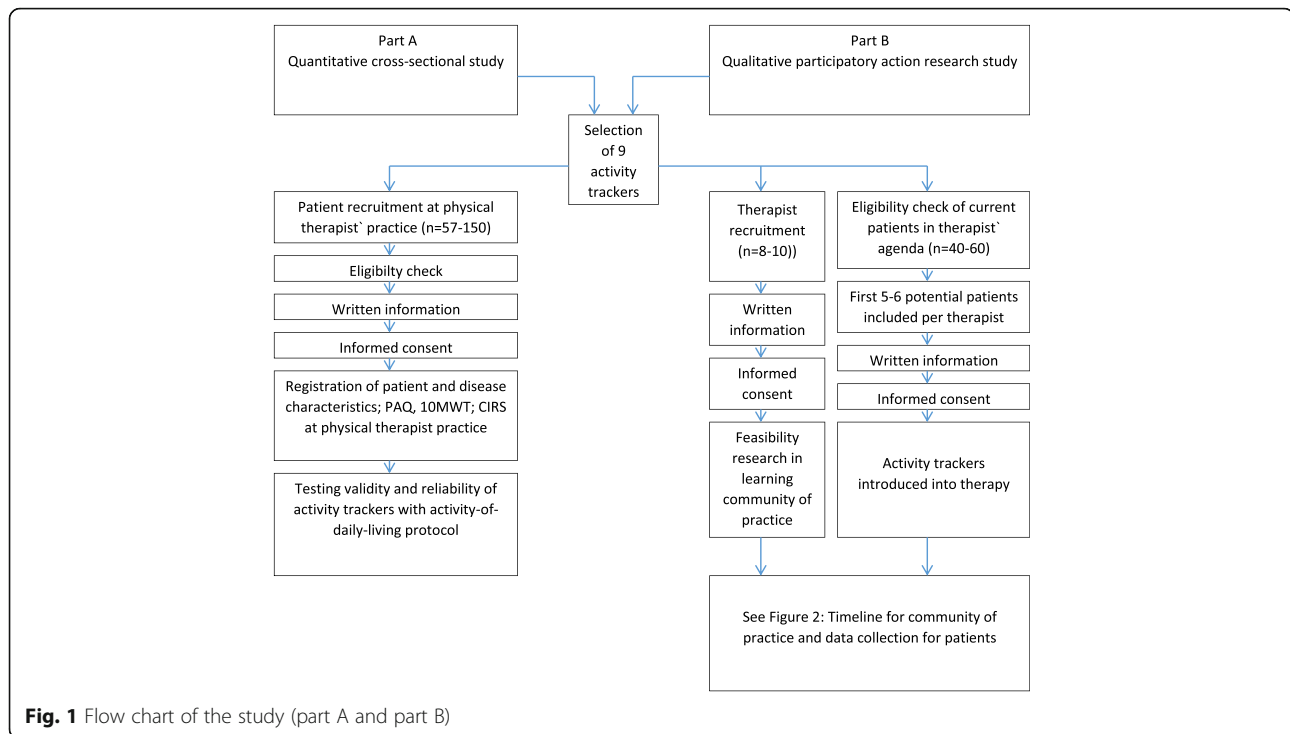 Part A
Quantitative cross-sectional study
Part B
Qualitative participatory action research study
Selection
of 9
activity
trackers
Patient recruitment at physical
therapist` practice (n=57-150)
Eligibilty check
Written information
Informed consent
Registration of patient and disease
characteristics; PAQ, 10MWT; CIRS
at physical therapist practice
Testing validity and reliability of
activity trackers with activity-of-
daily-living protocol
Therapist
recruitment
(n=8-10))
Written
information
Informed
consent
Feasibility
research in
learning
community of
practice
Eligibility check of current
patients in therapist`
agenda (n=40-60)
First 5-6 potential patients
included per therapist
Written information
Informed consent
Activity trackers
introduced into therapy
See Figure 2: Timeline for community of
practice and data collection for patients
Fig. 1 Flow chart of the study (part A and part B)